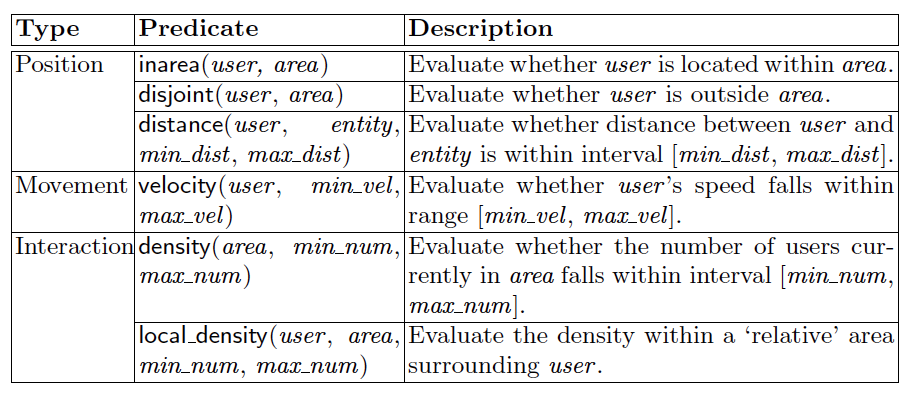 Type Predicate Description
Position inarea(user, area) Evaluate whether user is located within area.
disjoint(user, area) Evaluate whether user is outside area.
distance(user, entity, Evaluate whether distance between user and
min_dist, max_dist) entity is within interval [min_dist, max_dist].
Movement velocity(user, min_vel, Evaluate whether user's speed falls within
max_vel) range [min_vel, max_vel].
Interaction density(area, min_num, Evaluate whether the number of users cur-
max_num) rently in area falls within interval [min_num,
max_num].
local_density(user, area, Evaluate the density within a ‘relative’ area
min_num, max_num) surrounding user.